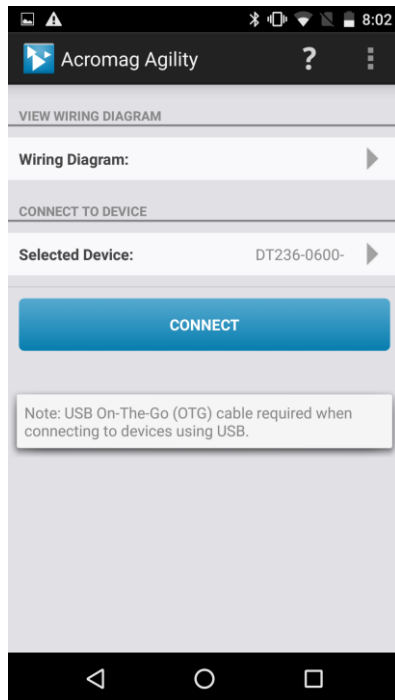 8:02
Acromag Agility ?
VIEW WIRING DIAGRAM
Wiring Diagram:
CONNECT TO DEVICE
Selected Device: DT236-0600-
CONNECT
Note: USB On-The-Go (OTG) cable required when
connecting to devices using USB.